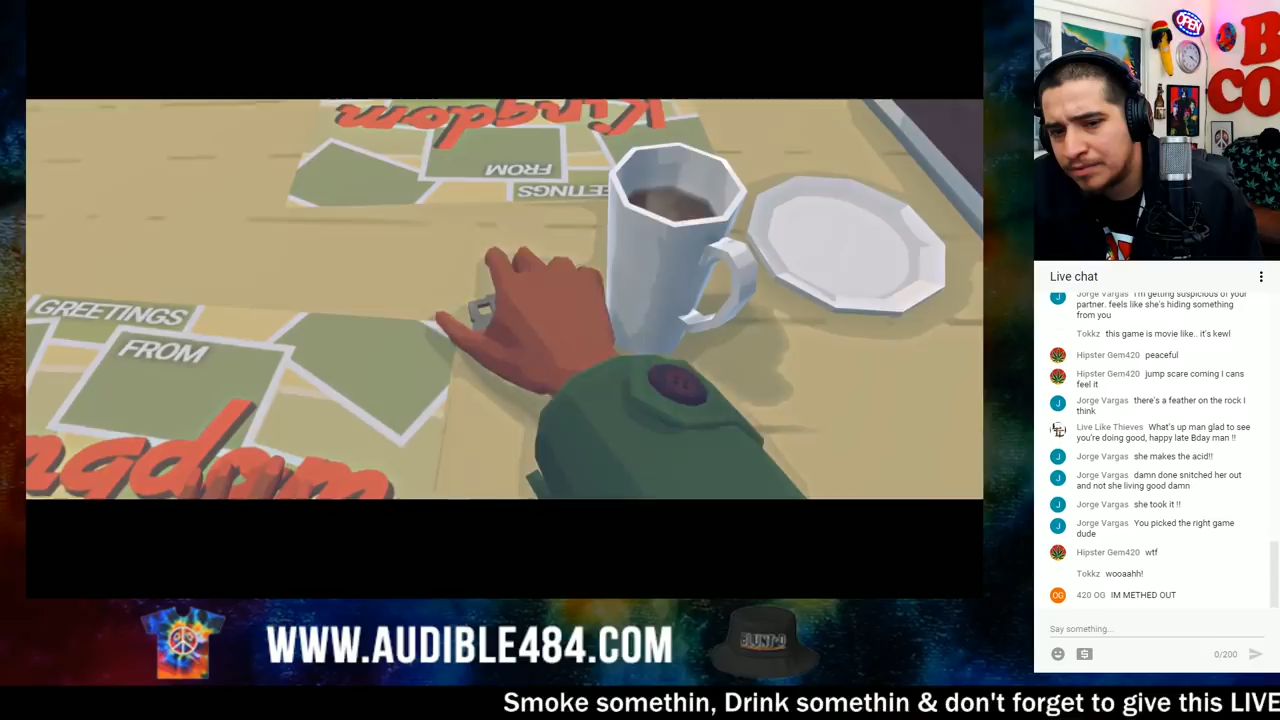 Kingdom
FROM
GREETINGS
FROM
OPEN
Live chat
Jorge Vargas I'm getting suspicious of your
partner. feels like she's hiding something
from you
Tokkz this game is movie like.. it's kewl
Hipster Gem420 peaceful
Hipster Gem420 jump scare coming I cans
feel it
Jorge Vargas there's a feather on the rock I
think
Live Like Thieves What's up man glad to see
you're doing good, happy late Bday man !!
Jorge Vargas she makes the acid!!
Jorge Vargas damn done snitched her out
and not she living good damn
Jorge Vargas she took it !!
Jorge Vargas You picked the right game
dude
Hipster Gem420 wtf
Tokkz wooaahh!
OG 420 OG IM METHED OUT
Say something...
0/200
WWW.AUDIBLE484.COM
Smoke somethin, Drink somethin & don't forget to give this LIVE